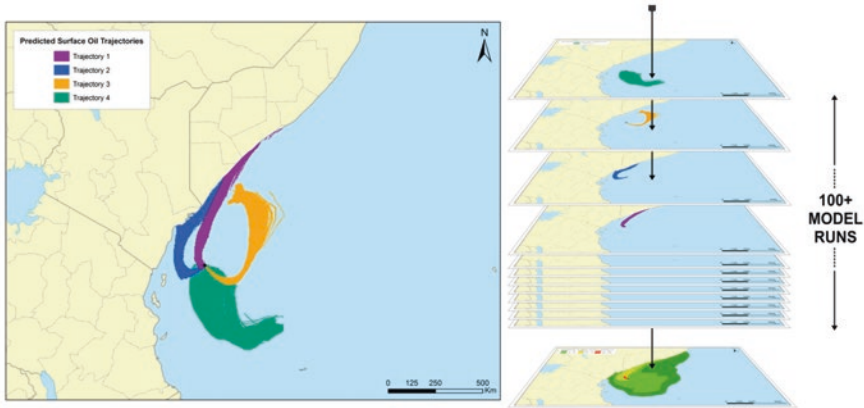 Predicted Surface Oil Trajectories
Trajectory 1
Trajectory 2
Trajectory 3
Trajectory 4
N
0 125 250 500
Km
100+
MODEL
RUNS